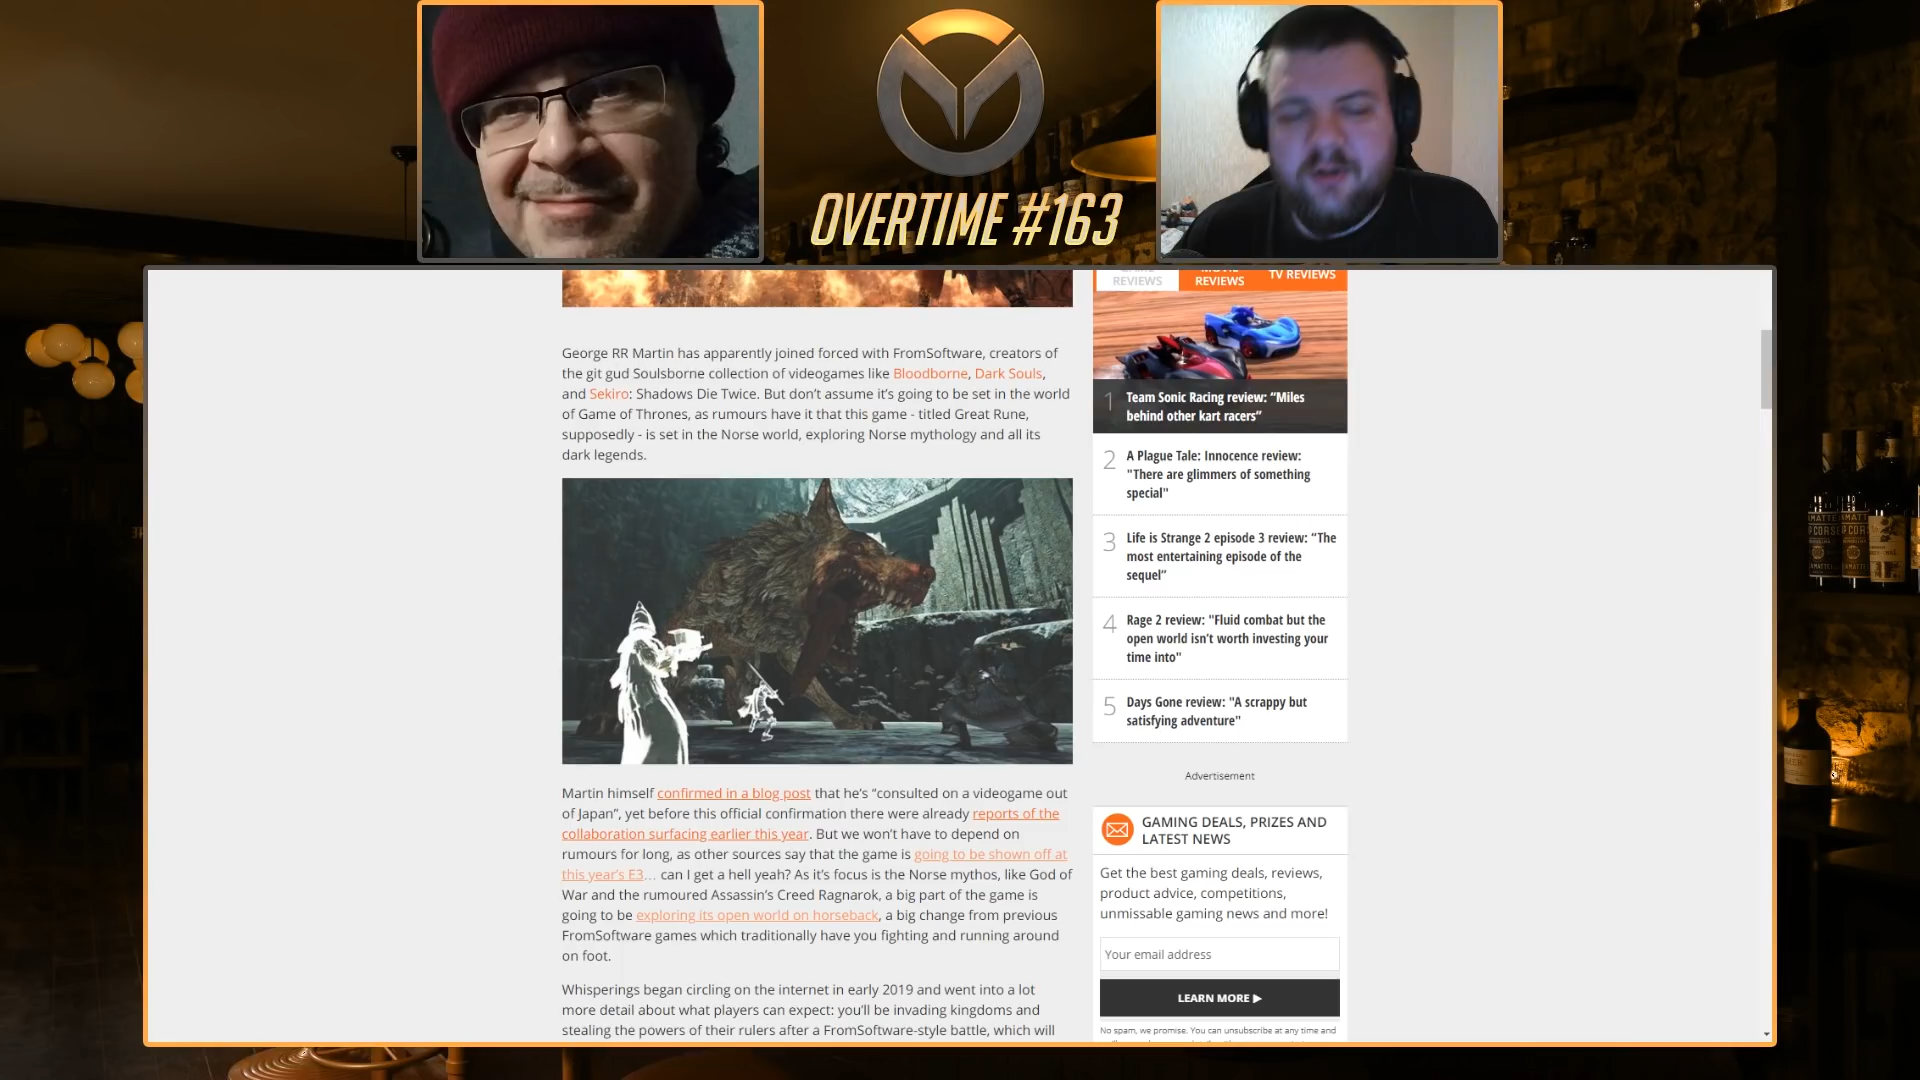 OVERTIME #163
George RR Martin has apparently joined forced with FromSoftware, creators of
the git gud Soulsborne collection of videogames like Bloodborne, Dark Souls,
and Sekiro: Shadows Die Twice. But don't assume it's going to be set in the world
of Game of Thrones, as rumours have it that this game - titled Great Rune,
supposedly - is set in the Norse world, exploring Norse mythology and all its
dark legends.
Martin himself confirmed in a blog post that he's "consulted on a videogame out
of Japan", yet before this official confirmation there were already reports of the
collaboration surfacing earlier this year. But we won't have to depend on
rumours for long, as other sources say that the game is going to be shown off at
this year's E3... can I get a hell yeah? As it's focus is the Norse mythos, like God of
War and the rumoured Assassin's Creed Ragnarok, a big part of the game is
going to be exploring its open world on horseback, a big change from previous
FromSoftware games which traditionally have you fighting and running around
on foot.
Whisperings began circling on the internet in early 2019 and went into a lot
more detail about what players can expect: you'll be invading kingdoms and
stealing the powers of their rulers after a FromSoftware-style battle, which will
REVIEWS
REVIEWS
TV REVIEWS
1 Team Sonic Racing review: "Miles
behind other kart racers"
2 A Plague Tale: Innocence review:
"There are glimmers of something
special"
3 Life is Strange 2 episode 3 review: "The
most entertaining episode of the
sequel"
4 Rage 2 review: "Fluid combat but the
open world isn't worth investing your
time into"
5 Days Gone review: "A scrappy but
satisfying adventure"
Advertisement
GAMING DEALS, PRIZES AND
LATEST NEWS
Get the best gaming deals, reviews,
product advice, competitions,
unmissable gaming news and more!
Your email address
LEARN MORE ▶
No spam, we promise. You can unsubscribe at any time and